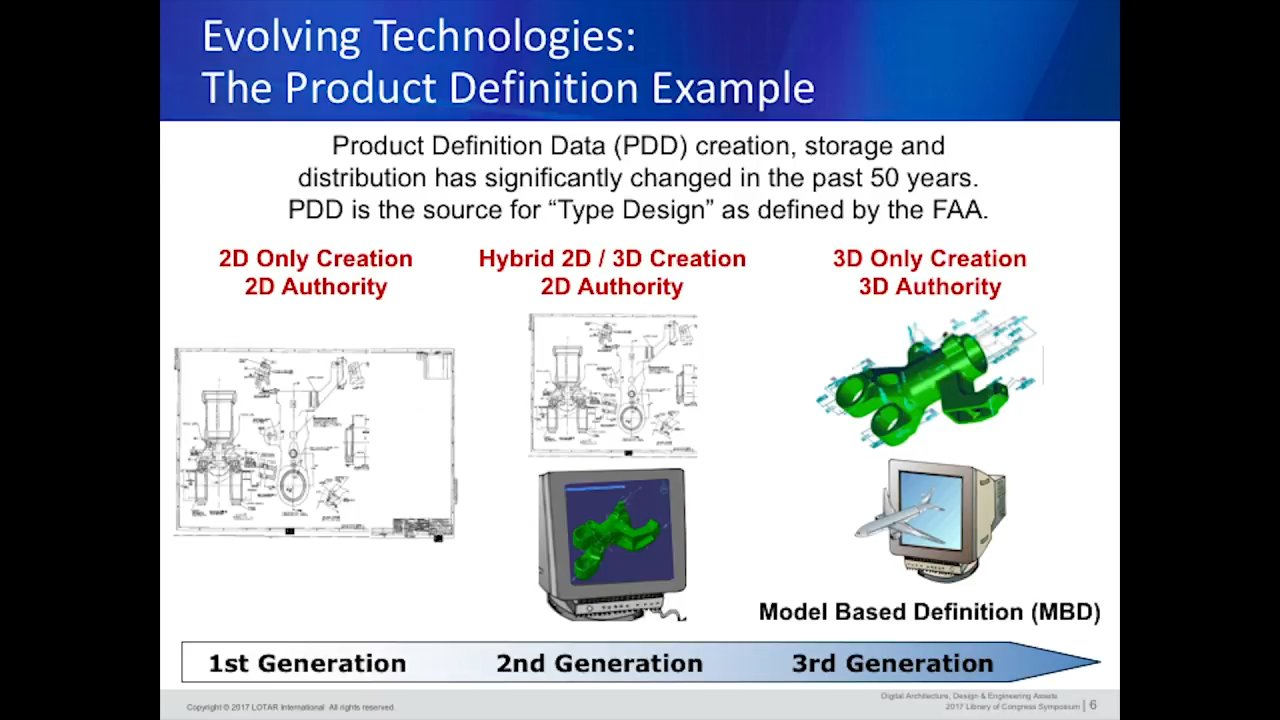 Evolving Technologies:
The Product Definition Example
Product Definition Data (PDD) creation, storage and
distribution has significantly changed in the past 50 years.
PDD is the source for “Type Design” as defined by the FAA.
2D Only Creation
2D Authority
Hybrid 2D / 3D Creation
2D Authority
3D Only Creation
3D Authority
Model Based Definition (MBD)
1st Generation
2nd Generation
3rd Generation
Copyright © 2017 LOTAR International All rights reserved.
Digital Architecture, Design & Engineering Assets
2017 Library of Congress Symposium | 6